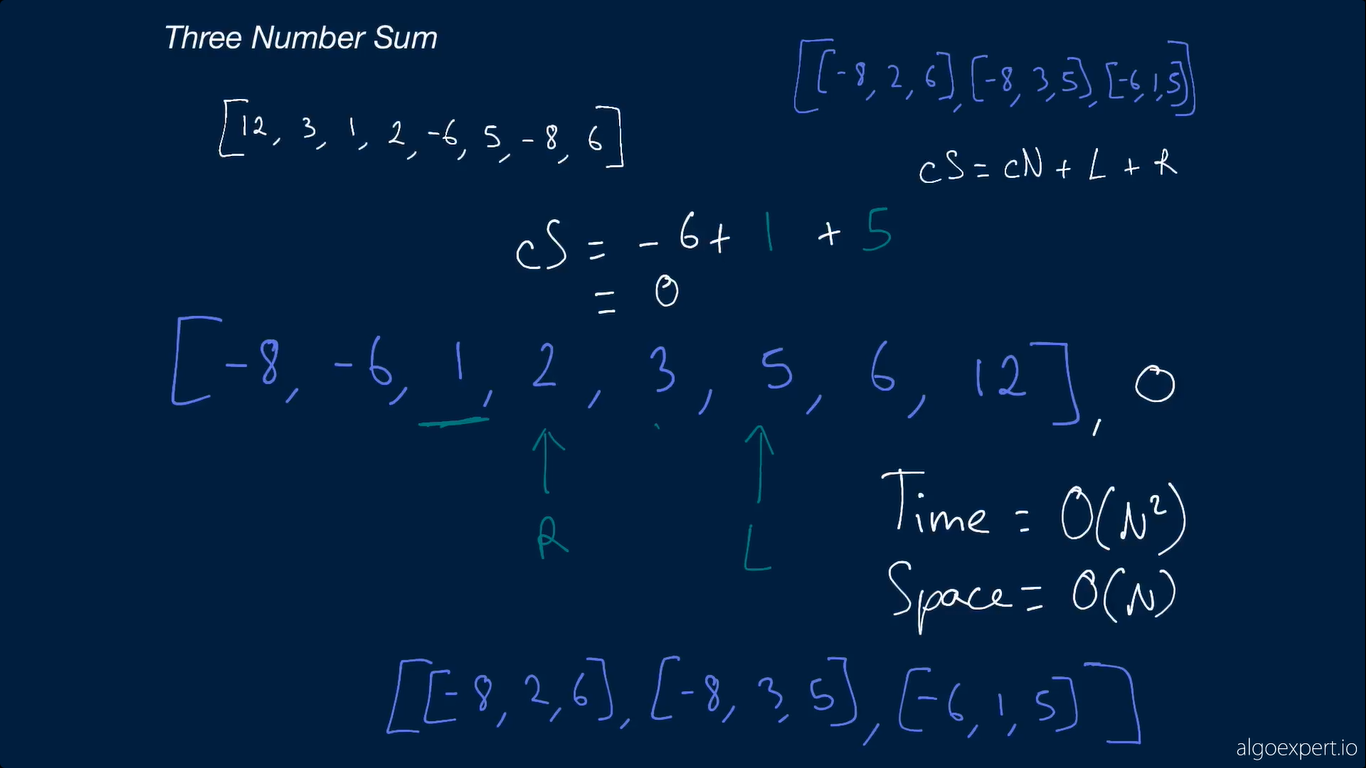 Three Number Sum
[[-8, 2, 6], [-8, 3, 5], [-6, 1, 5]]
[12, 3, 1, 2, -6, 5, -8, 6]
cS = cN + L + R
cS = -6 + 1 + 5
= 0
[-8, -6, 1, 2, 3, 5, 6, 12], 0
R
L
Time = O(N²)
Space = O(N)
[[-8, 2, 6], [-8, 3, 5], [-6, 1, 5]]
algoexpert.io